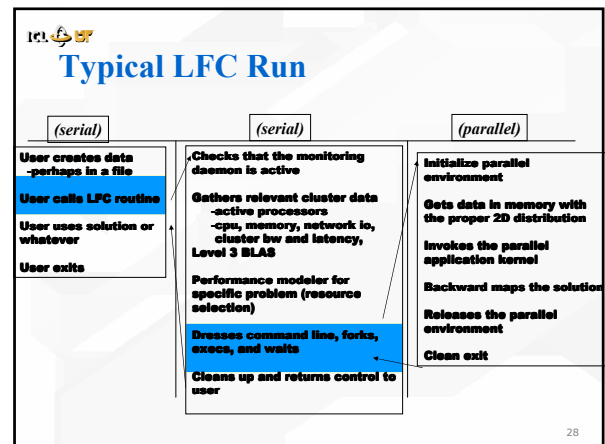 ICL UT
Typical LFC Run
(serial)
User creates data
-perhaps in a file
User calls LFC routine
User uses solution or
whatever
User exits
(serial)
Checks that the monitoring
daemon is active
Gathers relevant cluster data
-active processors
-cpu, memory, network io,
cluster bw and latency,
Level 3 BLAS
Performance modeler for
specific problem (resource
selection)
Dresses command line, forks,
execs, and waits
Cleans up and returns control to
user
(parallel)
Initialize parallel
environment
Gets data in memory with
the proper 2D distribution
Invokes the parallel
application kernel
Backward maps the solution
Releases the parallel
environment
Clean exit
28